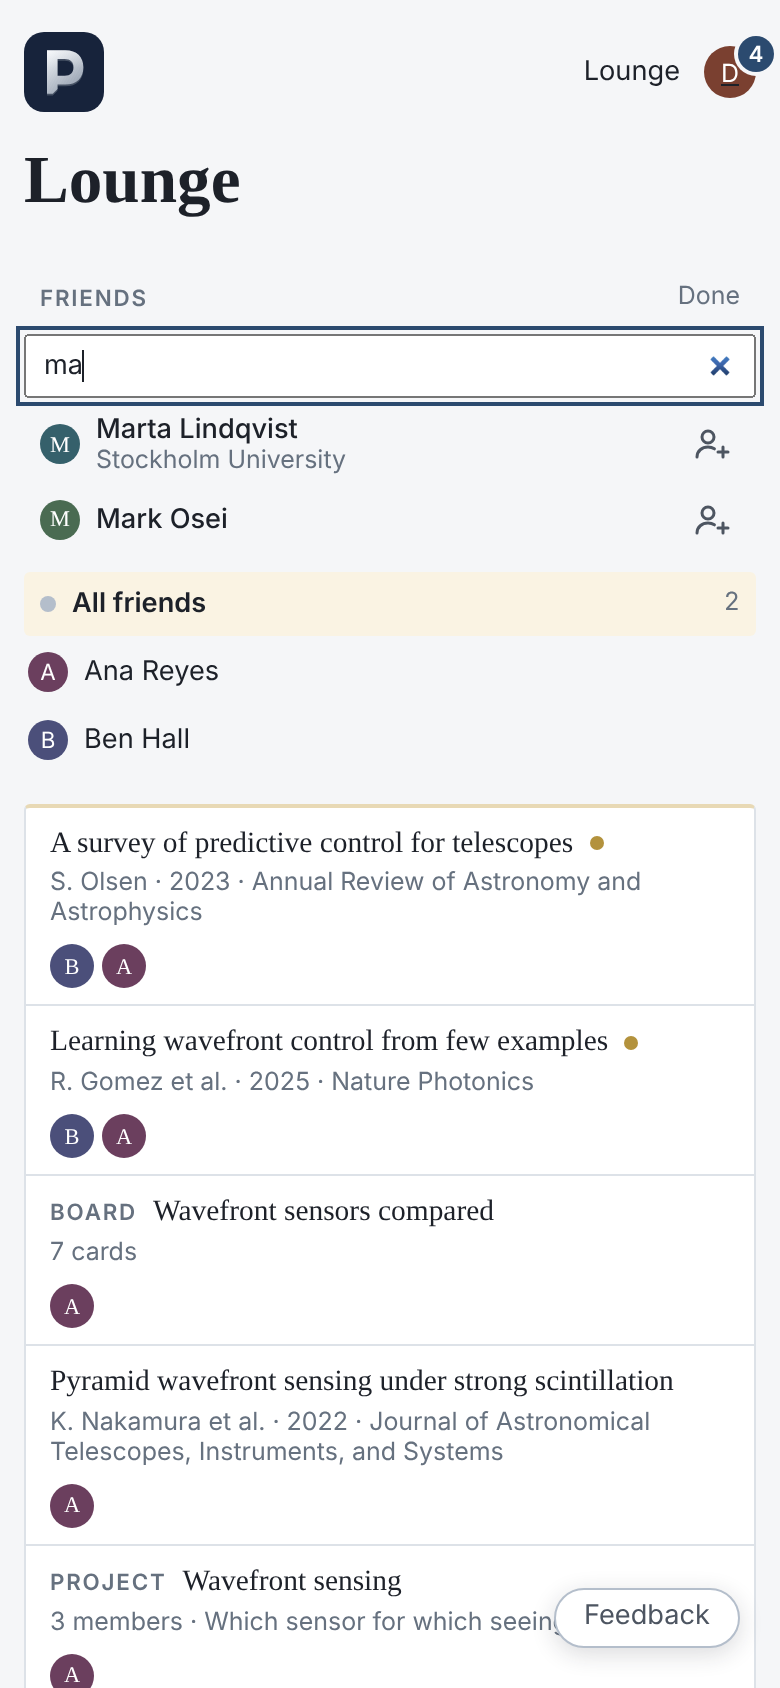 P
Lounge
D
4
Lounge
FRIENDS
Done
ma
M
Marta Lindqvist
Stockholm University
M
Mark Osei
All friends
2
A
Ana Reyes
B
Ben Hall
A survey of predictive control for telescopes
S. Olsen · 2023 · Annual Review of Astronomy and
Astrophysics
B A
Learning wavefront control from few examples
R. Gomez et al. · 2025 · Nature Photonics
B A
BOARD Wavefront sensors compared
7 cards
A
Pyramid wavefront sensing under strong scintillation
K. Nakamura et al. · 2022 · Journal of Astronomical
Telescopes, Instruments, and Systems
A
PROJECT Wavefront sensing
3 members · Which sensor for which seeing
Feedback
A